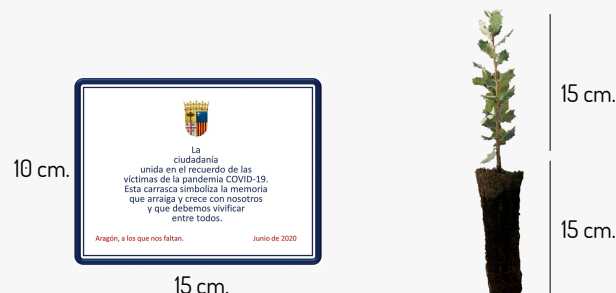 La
ciudadanía
unida en el recuerdo de las
víctimas de la pandemia COVID-19.
Esta carrasca simboliza la memoria
que arraiga y crece con nosotros
y que debemos vivificar
entre todos.
Aragón, a los que nos faltan. Junio de 2020
10 cm.
15 cm.
15 cm.
15 cm.